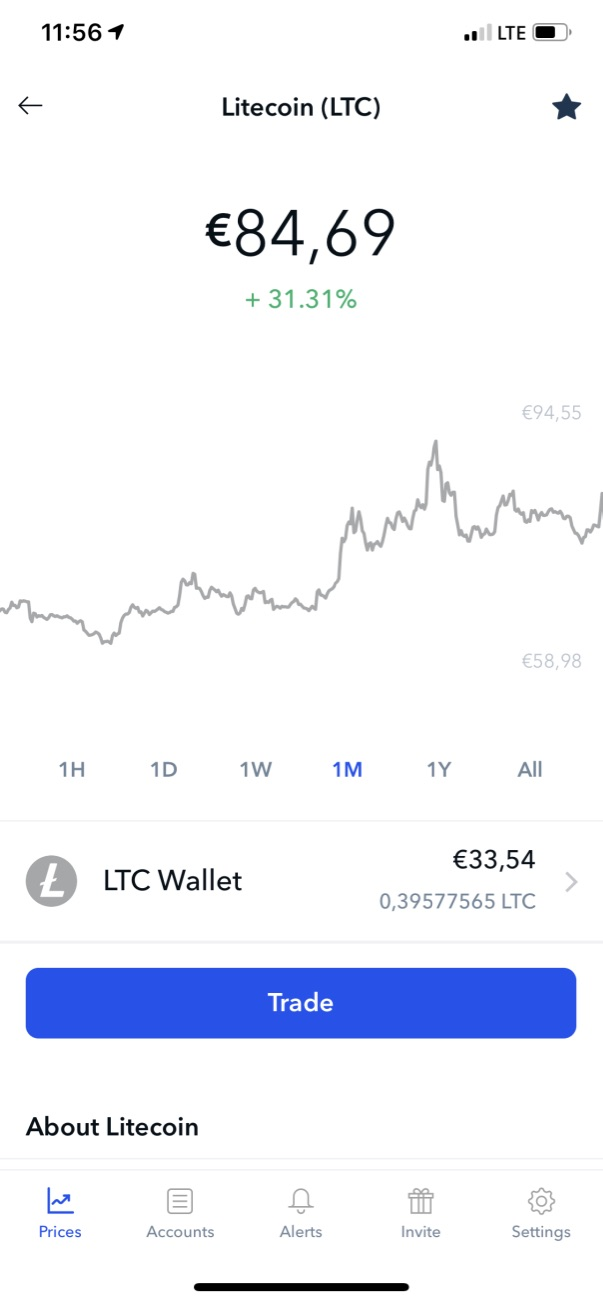 11:56 LTE
Litecoin (LTC)
€84,69
+ 31.31%
€94,55
€58,98
1H 1D 1W 1M 1Y All
LTC Wallet
€33,54
0,39577565 LTC
Trade
About Litecoin
Prices Accounts Alerts Invite Settings